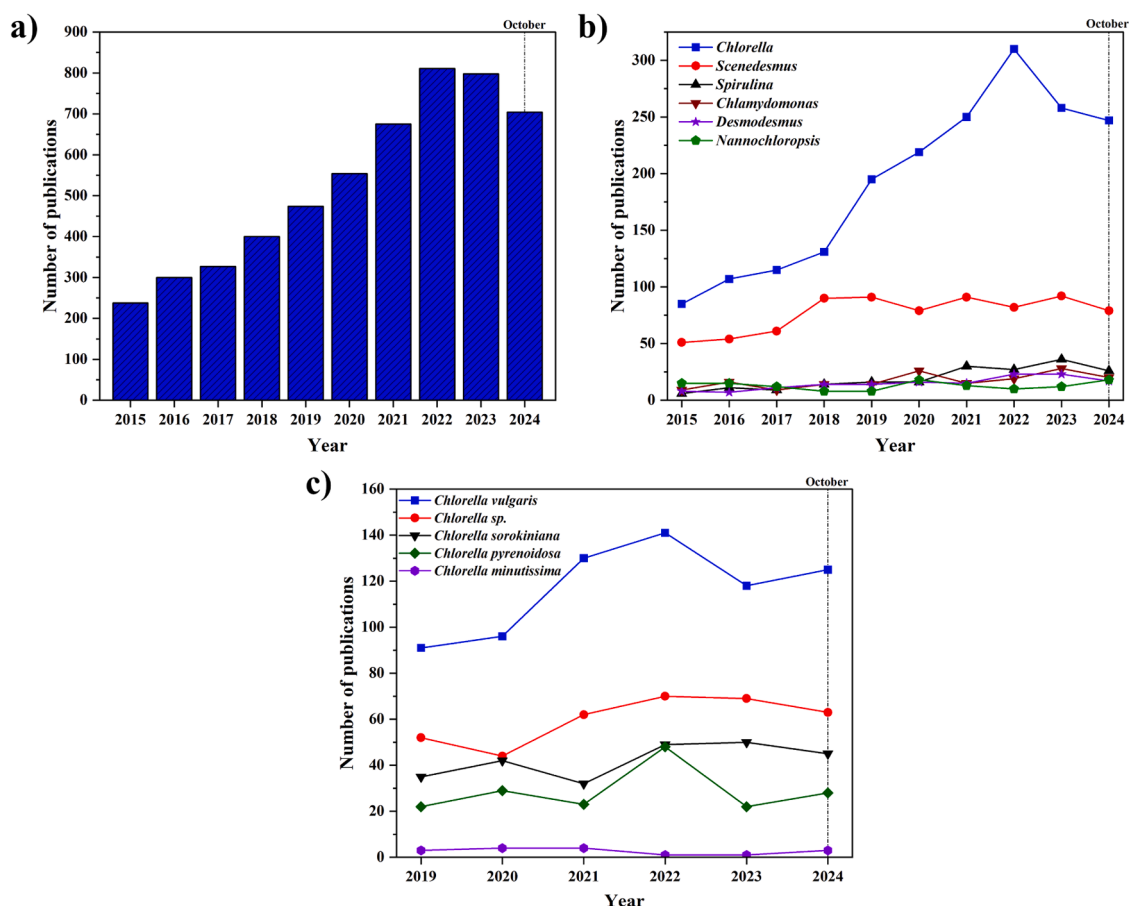 a)
October
900
800
700
600
500
400
300
200
100
0
Number of publications
2015 2016 2017 2018 2019 2020 2021 2022 2023 2024
Year
b)
October
Chlorella
Scenedesmus
Spirulina
Chlamydomonas
Desmodesmus
Nannochloropsis
300
250
200
150
100
50
0
Number of publications
2015 2016 2017 2018 2019 2020 2021 2022 2023 2024
Year
c)
October
Chlorella vulgaris
Chlorella sp.
Chlorella sorokiniana
Chlorella pyrenoidosa
Chlorella minutissima
160
140
120
100
80
60
40
20
0
Number of publications
2019 2020 2021 2022 2023 2024
Year